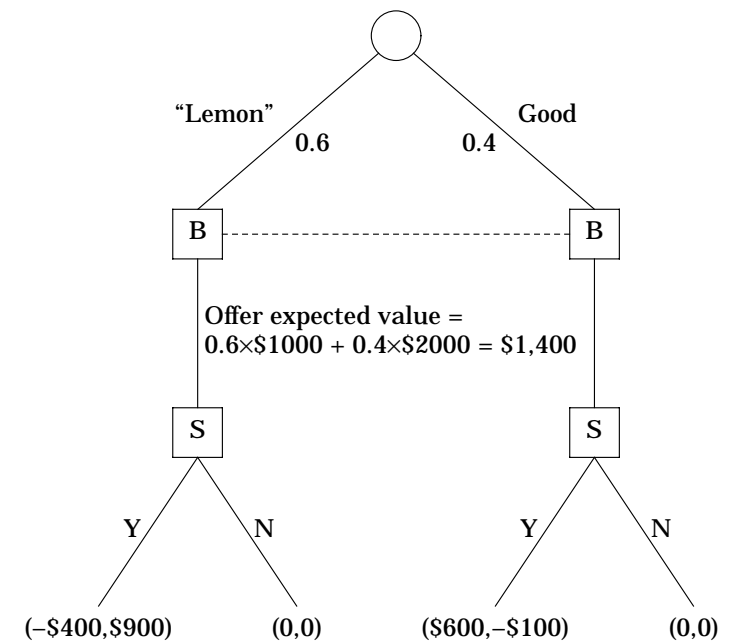 “Lemon”
Good
0.6
0.4
B
B
Offer expected value =
0.6×$1000 + 0.4×$2000 = $1,400
S
S
Y
N
Y
N
(–$400,$900)
(0,0)
($600,–$100)
(0,0)